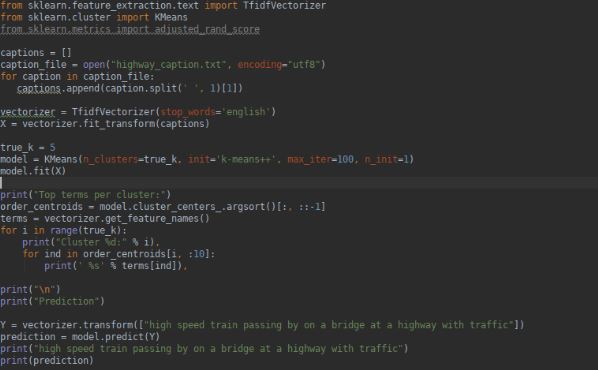 from sklearn.feature_extraction.text import TfidfVectorizer
from sklearn.cluster import KMeans
from sklearn.metrics import adjusted_rand_score
captions = []
caption_file = open("highway_caption.txt", encoding="utf8")
for caption in caption_file:
captions.append(caption.split(' ', 1)[1])
vectorizer = TfidfVectorizer(stop_words='english')
X = vectorizer.fit_transform(captions)
true_k = 5
model = KMeans(n_clusters=true_k, init='k-means++', max_iter=100, n_init=1)
model.fit(X)
print("Top terms per cluster:")
order_centroids = model.cluster_centers_.argsort()[:, ::-1]
terms = vectorizer.get_feature_names()
for i in range(true_k):
print("Cluster %d:" % i),
for ind in order_centroids[i, :10]:
print(' %s' % terms[ind]),
print("\n")
print("Prediction")
Y = vectorizer.transform(["high speed train passing by on a bridge at a highway with traffic"])
prediction = model.predict(Y)
print("high speed train passing by on a bridge at a highway with traffic")
print(prediction)